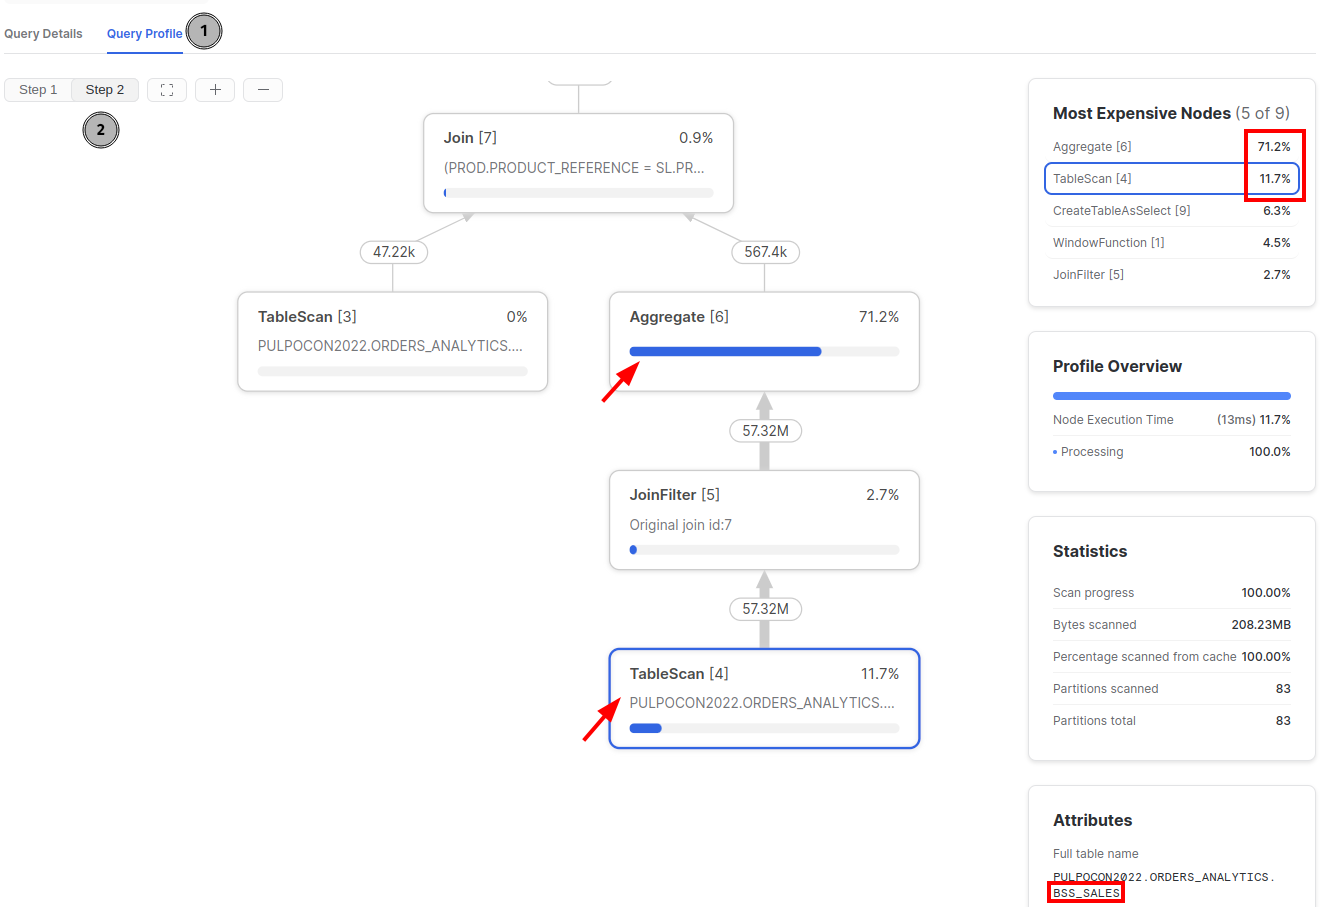 Query Details
Query Profile
1
Step 1
Step 2
2
Join [7]
0.9%
(PROD.PRODUCT_REFERENCE = SL.PR...
47.22k
567.4k
TableScan [3]
0%
PULPOCON2022.ORDERS_ANALYTICS....
Aggregate [6]
71.2%
57.32M
JoinFilter [5]
2.7%
Original join id:7
57.32M
TableScan [4]
11.7%
PULPOCON2022.ORDERS_ANALYTICS....
Most Expensive Nodes (5 of 9)
Aggregate [6] 71.2%
TableScan [4] 11.7%
CreateTableAsSelect [9] 6.3%
WindowFunction [1] 4.5%
JoinFilter [5] 2.7%
Profile Overview
Node Execution Time (13ms) 11.7%
Processing 100.0%
Statistics
Scan progress 100.00%
Bytes scanned 208.23MB
Percentage scanned from cache 100.00%
Partitions scanned 83
Partitions total 83
Attributes
Full table name
PULPOCON2022.ORDERS_ANALYTICS.
BSS_SALES